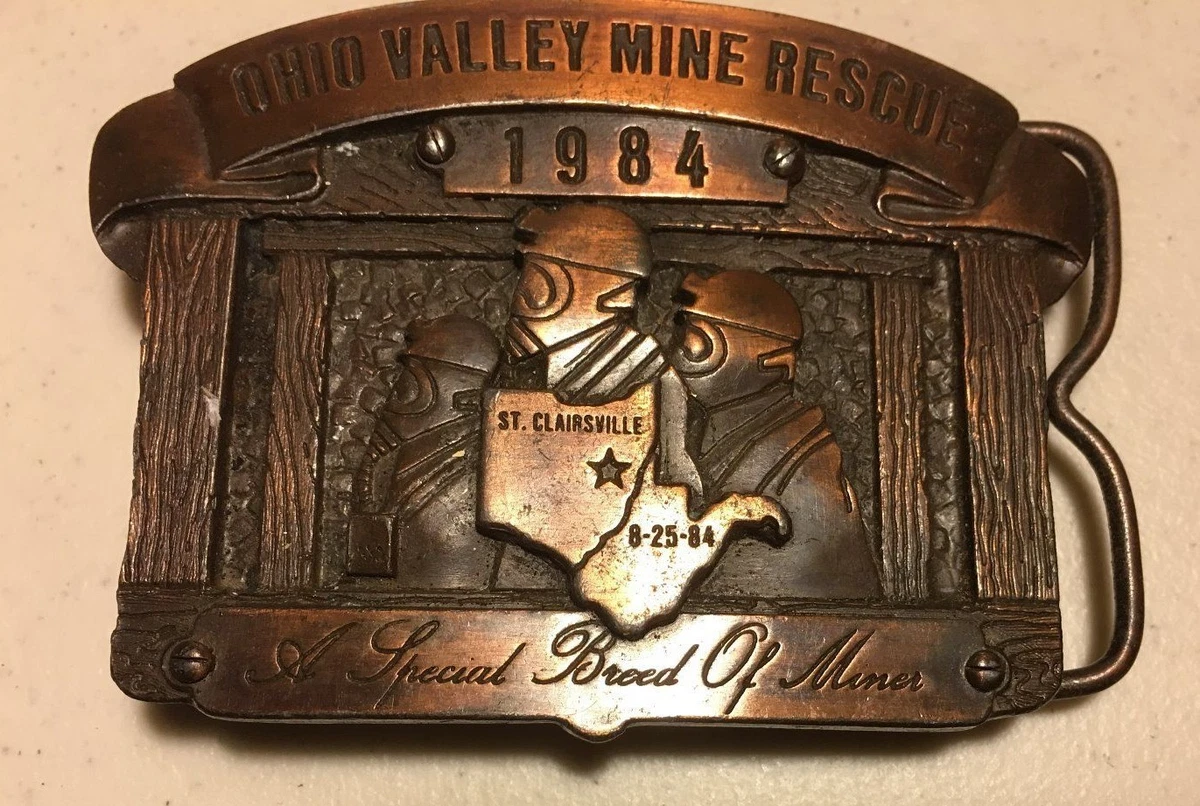 OHIO VALLEY MINE RESCUE
1984
ST. CLAIRSVILLE
8-25-84
A Special Breed Of Miner